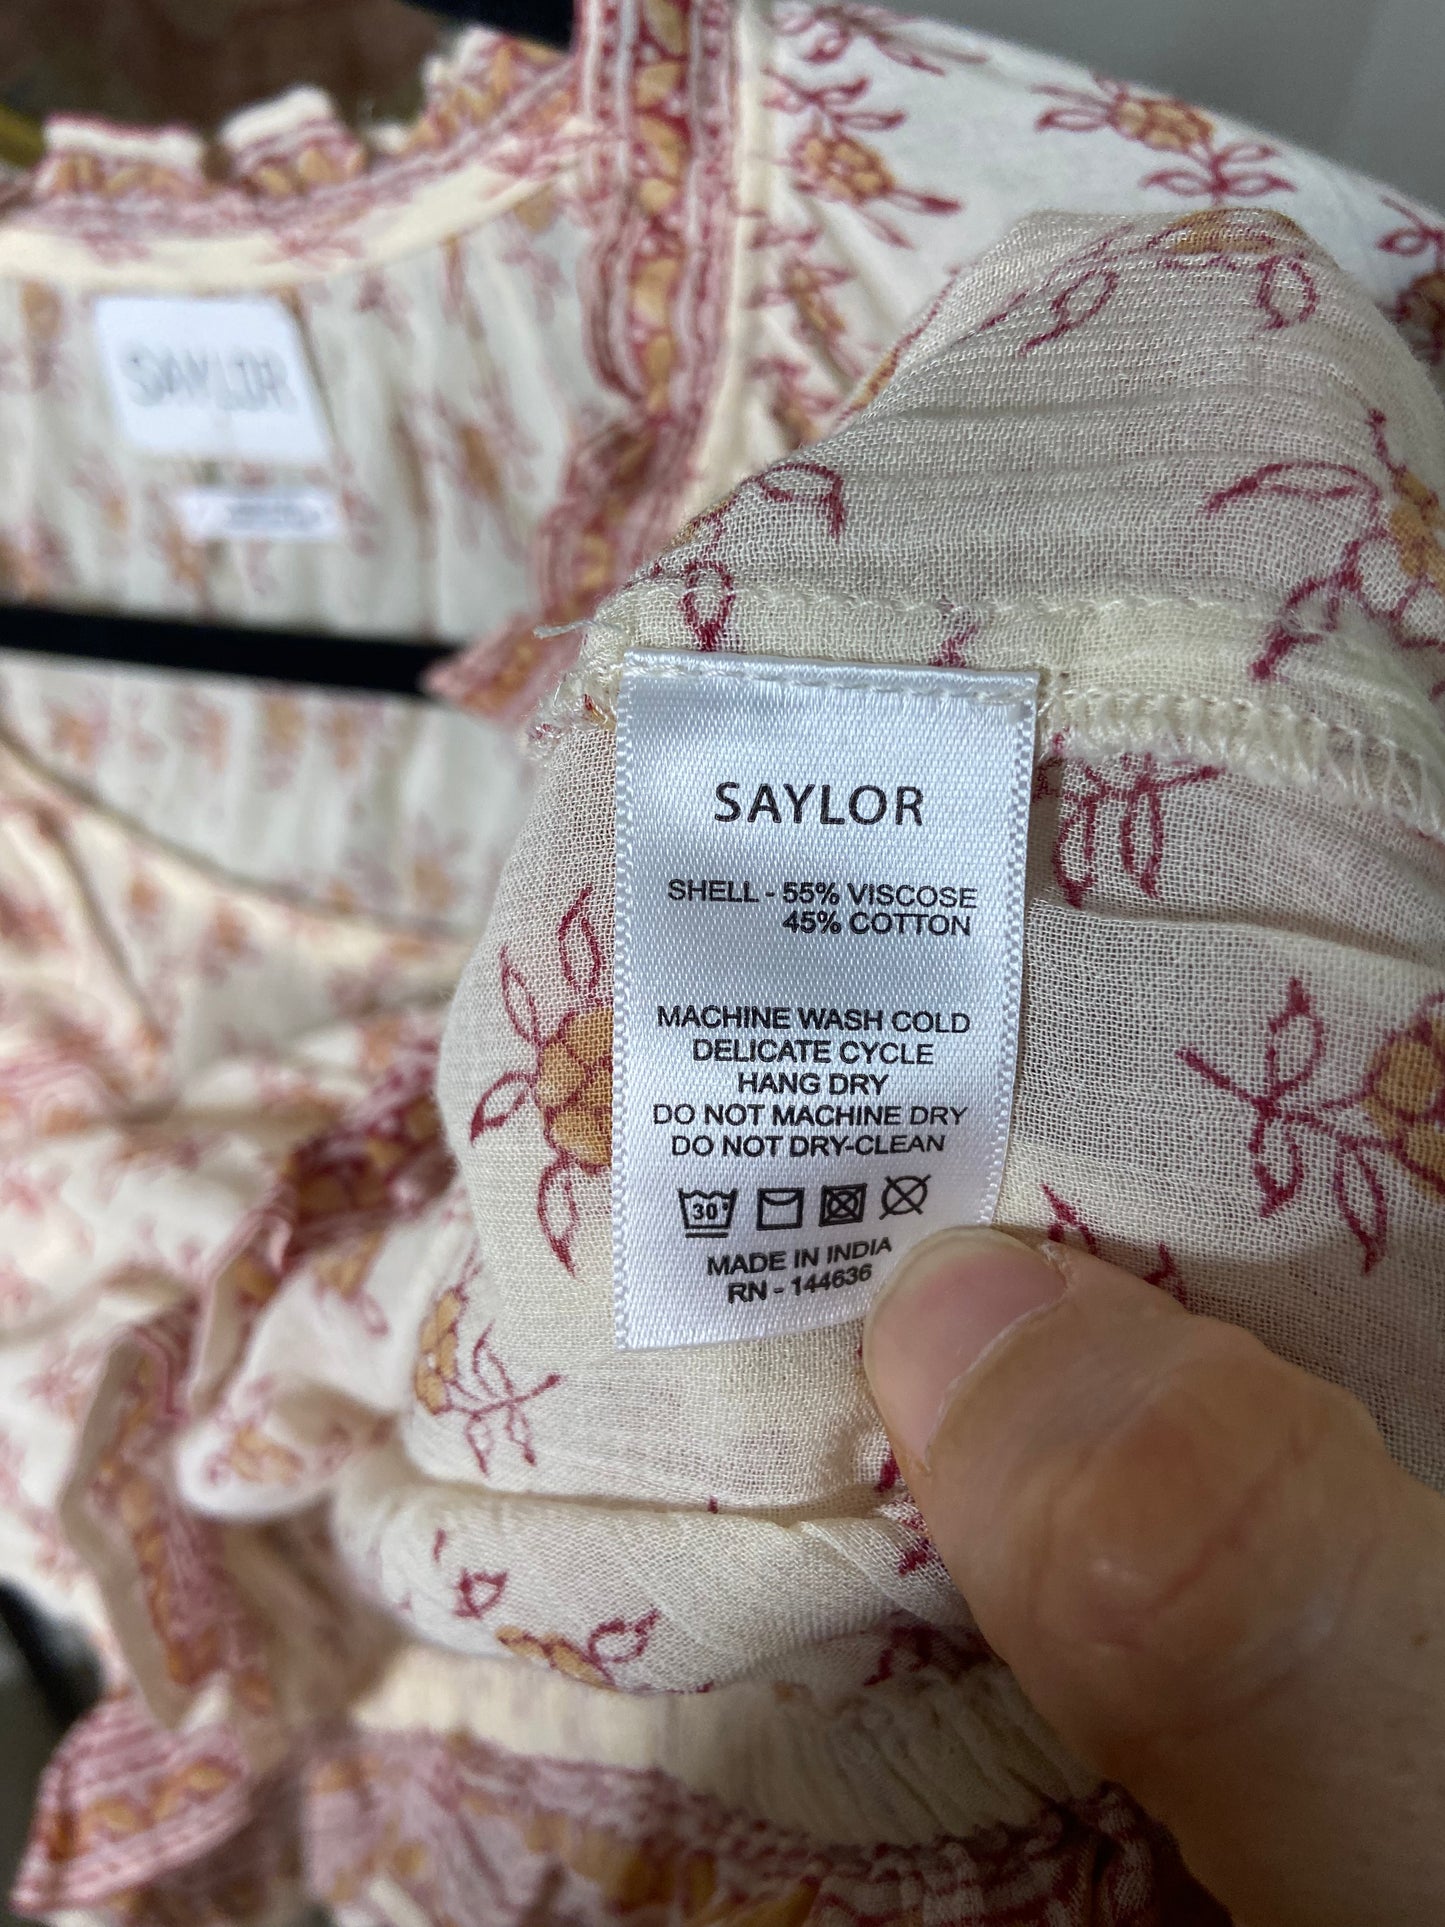 SAYLOR
SAYLOR
SHELL - 55% VISCOSE
45% COTTON
MACHINE WASH COLD
DELICATE CYCLE
HANG DRY
DO NOT MACHINE DRY
DO NOT DRY-CLEAN
30°
MADE IN INDIA
RN - 144636